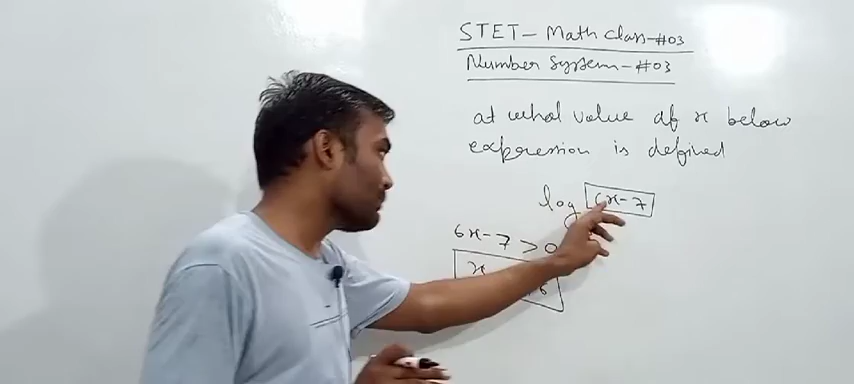 STET- Math Class-#03
Number System-#03
at what value of x below
expression is defined
log 6x-7
6x-7>0
x 6